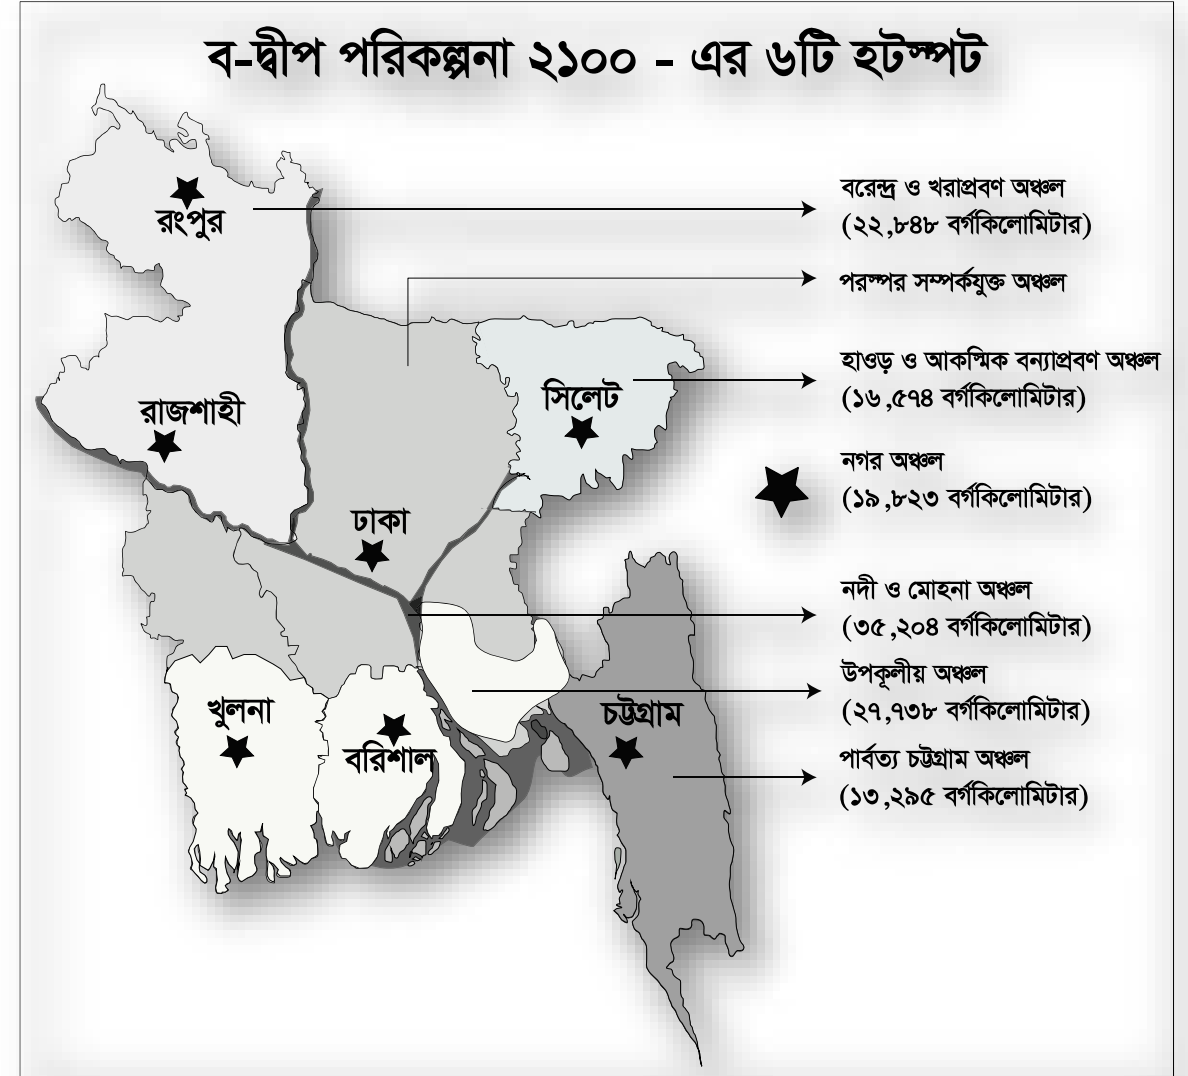 ব-দ্বীপ পরিকল্পনা ২১০০ - এর ৬টি হটস্পট
বরেন্দ্র ও খরাপ্রবণ অঞ্চল
(২২,৮৪৮ বর্গকিলোমিটার)
রংপুর
পরস্পর সম্পর্কযুক্ত অঞ্চল
হাওড় ও আকস্মিক বন্যাপ্রবণ অঞ্চল
(১৬,৫৭৪ বর্গকিলোমিটার)
সিলেট
রাজশাহী
নগর অঞ্চল
(১৯,৮২৩ বর্গকিলোমিটার)
ঢাকা
নদী ও মোহনা অঞ্চল
(৩৫,২০৪ বর্গকিলোমিটার)
উপকূলীয় অঞ্চল
(২৭,৭৩৮ বর্গকিলোমিটার)
খুলনা
চট্টগ্রাম
বরিশাল
পার্বত্য চট্টগ্রাম অঞ্চল
(১৩,২৯৫ বর্গকিলোমিটার)